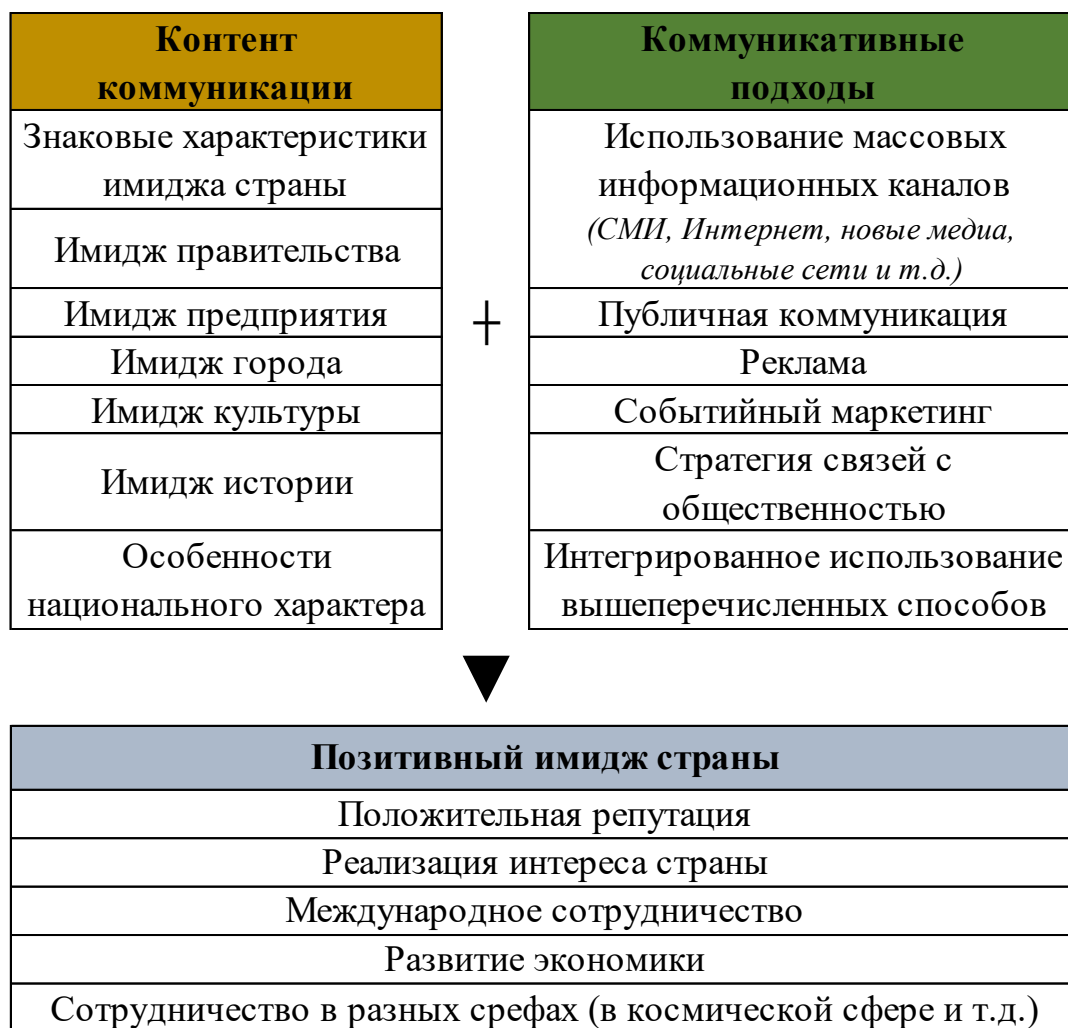 Контент
коммуникации
Знаковые характеристики
имиджа страны
Имидж правительства
Имидж предприятия
Имидж города
Имидж культуры
Имидж истории
Особенности
национального характера
+
Коммуникативные
подходы
Использование массовых
информационных каналов
(СМИ, Интернет, новые медиа,
социальные сети и т.д.)
Публичная коммуникация
Реклама
Событийный маркетинг
Стратегия связей с
общественностью
Интегрированное использование
вышеперечисленных способов
Позитивный имидж страны
Положительная репутация
Реализация интереса страны
Международное сотрудничество
Развитие экономики
Сотрудничество в разных срефах (в космической сфере и т.д.)